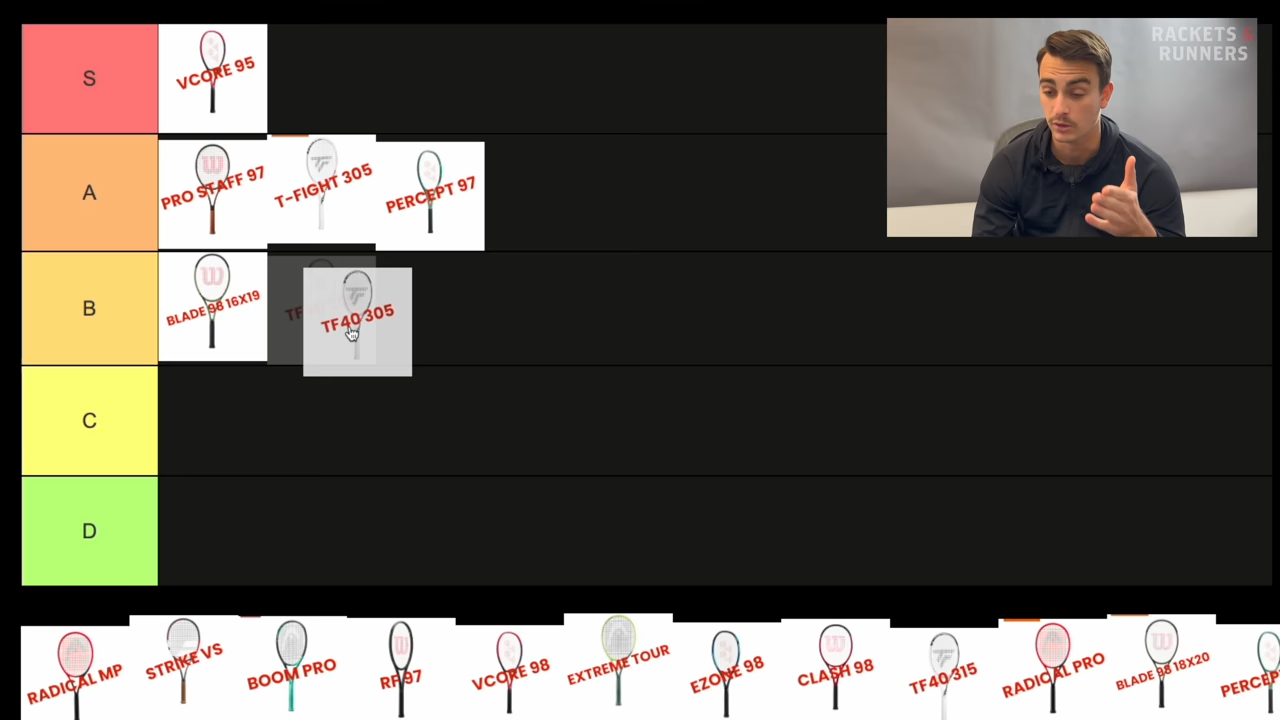 S
VCORE 95
RACKETS &
RUNNERS
A
PRO STAFF 97
T-FIGHT 305
PERCEPT 97
B
BLADE 98 16X19
TF40 305
C
D
RADICAL MP
STRIKE VS
BOOM PRO
RF 97
VCORE 98
EXTREME TOUR
EZONE 98
CLASH 98
TF40 315
RADICAL PRO
BLADE 98 18X20